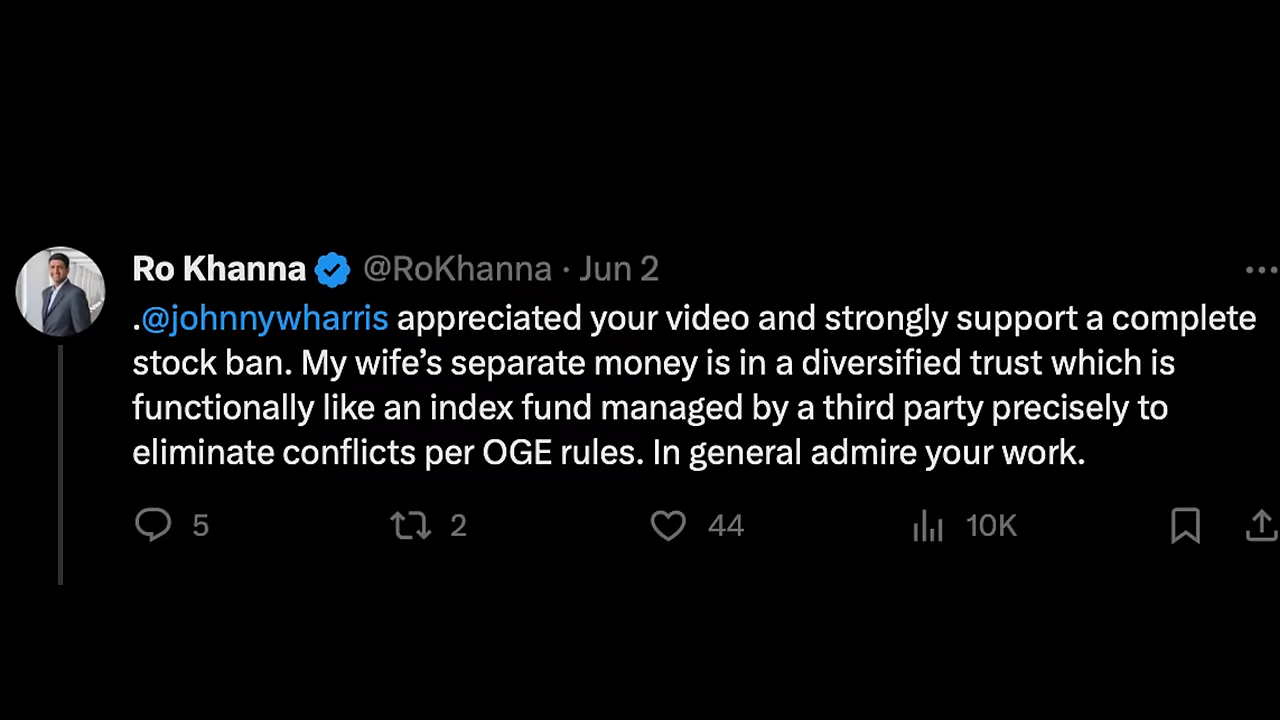 Ro Khanna @RoKhanna · Jun 2
.@johnnywharris appreciated your video and strongly support a complete
stock ban. My wife’s separate money is in a diversified trust which is
functionally like an index fund managed by a third party precisely to
eliminate conflicts per OGE rules. In general admire your work.
5 2 44 10K